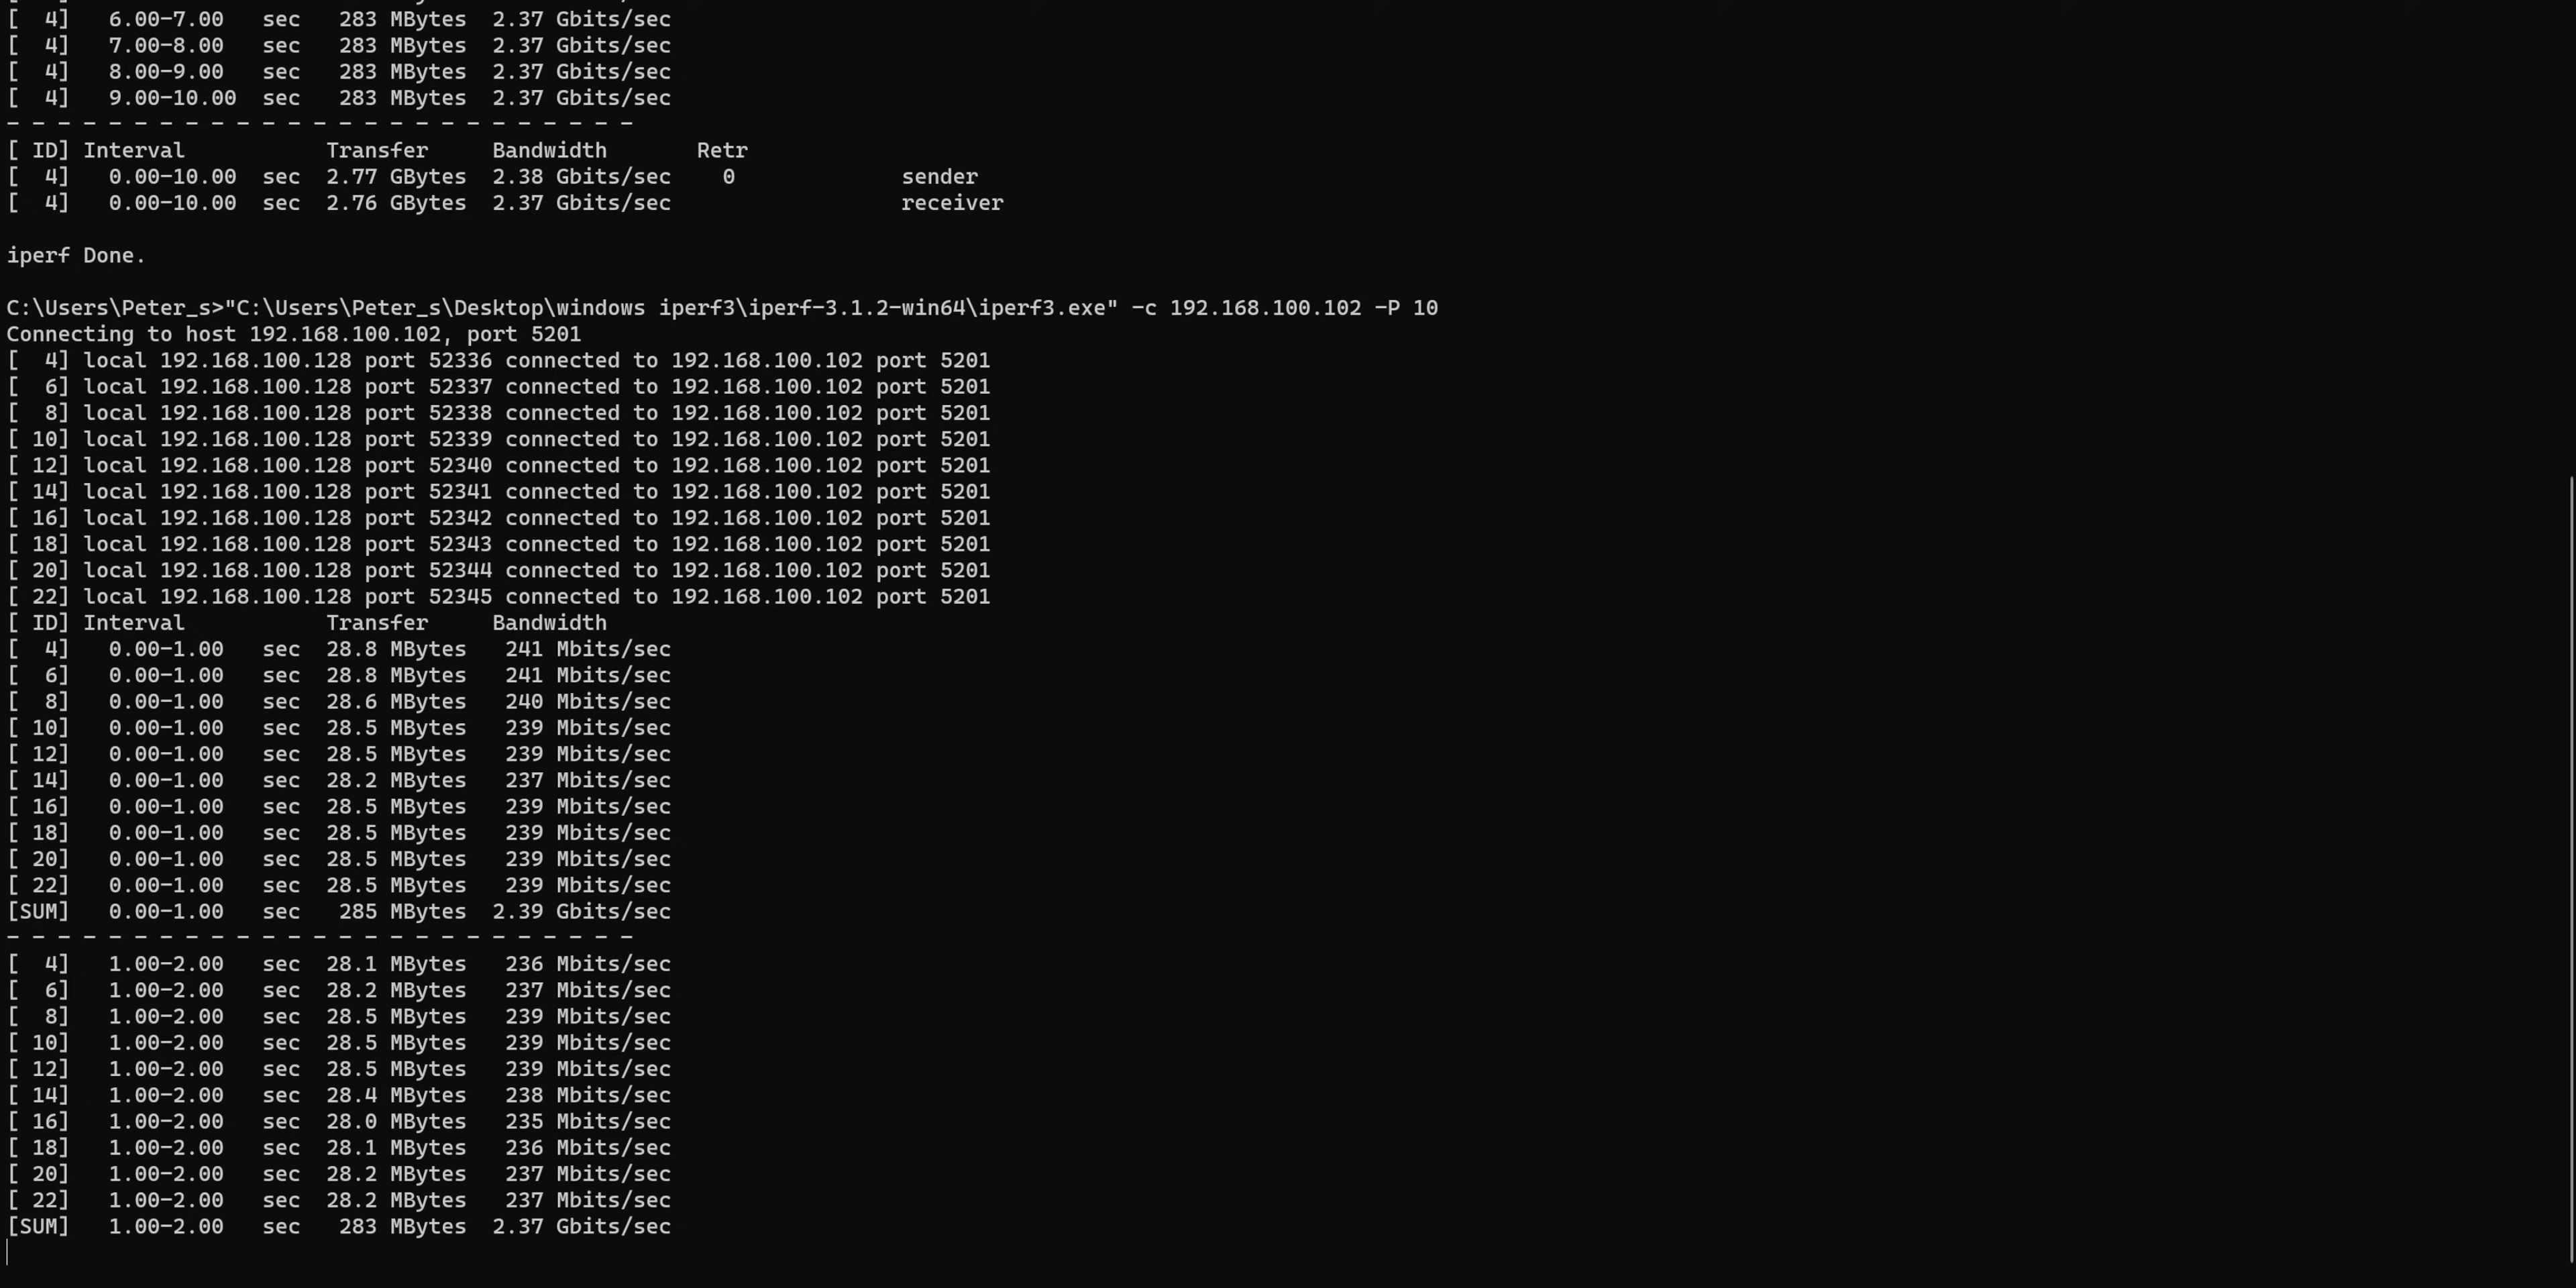 [  4]   6.00-7.00   sec   283 MBytes  2.37 Gbits/sec
[  4]   7.00-8.00   sec   283 MBytes  2.37 Gbits/sec
[  4]   8.00-9.00   sec   283 MBytes  2.37 Gbits/sec
[  4]   9.00-10.00  sec   283 MBytes  2.37 Gbits/sec
- - - - - - - - - - - - - - - - - - - - - - - - -
[ ID] Interval           Transfer     Bandwidth       Retr
[  4]   0.00-10.00  sec  2.77 GBytes  2.38 Gbits/sec    0             sender
[  4]   0.00-10.00  sec  2.76 GBytes  2.37 Gbits/sec                  receiver

iperf Done.

C:\Users\Peter_s>"C:\Users\Peter_s\Desktop\windows iperf3\iperf-3.1.2-win64\iperf3.exe" -c 192.168.100.102 -P 10
Connecting to host 192.168.100.102, port 5201
[  4] local 192.168.100.128 port 52336 connected to 192.168.100.102 port 5201
[  6] local 192.168.100.128 port 52337 connected to 192.168.100.102 port 5201
[  8] local 192.168.100.128 port 52338 connected to 192.168.100.102 port 5201
[ 10] local 192.168.100.128 port 52339 connected to 192.168.100.102 port 5201
[ 12] local 192.168.100.128 port 52340 connected to 192.168.100.102 port 5201
[ 14] local 192.168.100.128 port 52341 connected to 192.168.100.102 port 5201
[ 16] local 192.168.100.128 port 52342 connected to 192.168.100.102 port 5201
[ 18] local 192.168.100.128 port 52343 connected to 192.168.100.102 port 5201
[ 20] local 192.168.100.128 port 52344 connected to 192.168.100.102 port 5201
[ 22] local 192.168.100.128 port 52345 connected to 192.168.100.102 port 5201
[ ID] Interval           Transfer     Bandwidth
[  4]   0.00-1.00   sec  28.8 MBytes   241 Mbits/sec
[  6]   0.00-1.00   sec  28.8 MBytes   241 Mbits/sec
[  8]   0.00-1.00   sec  28.6 MBytes   240 Mbits/sec
[ 10]   0.00-1.00   sec  28.5 MBytes   239 Mbits/sec
[ 12]   0.00-1.00   sec  28.5 MBytes   239 Mbits/sec
[ 14]   0.00-1.00   sec  28.2 MBytes   237 Mbits/sec
[ 16]   0.00-1.00   sec  28.5 MBytes   239 Mbits/sec
[ 18]   0.00-1.00   sec  28.5 MBytes   239 Mbits/sec
[ 20]   0.00-1.00   sec  28.5 MBytes   239 Mbits/sec
[ 22]   0.00-1.00   sec  28.5 MBytes   239 Mbits/sec
[SUM]   0.00-1.00   sec   285 MBytes  2.39 Gbits/sec
- - - - - - - - - - - - - - - - - - - - - - - - -
[  4]   1.00-2.00   sec  28.1 MBytes   236 Mbits/sec
[  6]   1.00-2.00   sec  28.2 MBytes   237 Mbits/sec
[  8]   1.00-2.00   sec  28.5 MBytes   239 Mbits/sec
[ 10]   1.00-2.00   sec  28.5 MBytes   239 Mbits/sec
[ 12]   1.00-2.00   sec  28.5 MBytes   239 Mbits/sec
[ 14]   1.00-2.00   sec  28.4 MBytes   238 Mbits/sec
[ 16]   1.00-2.00   sec  28.0 MBytes   235 Mbits/sec
[ 18]   1.00-2.00   sec  28.1 MBytes   236 Mbits/sec
[ 20]   1.00-2.00   sec  28.2 MBytes   237 Mbits/sec
[ 22]   1.00-2.00   sec  28.2 MBytes   237 Mbits/sec
[SUM]   1.00-2.00   sec   283 MBytes  2.37 Gbits/sec